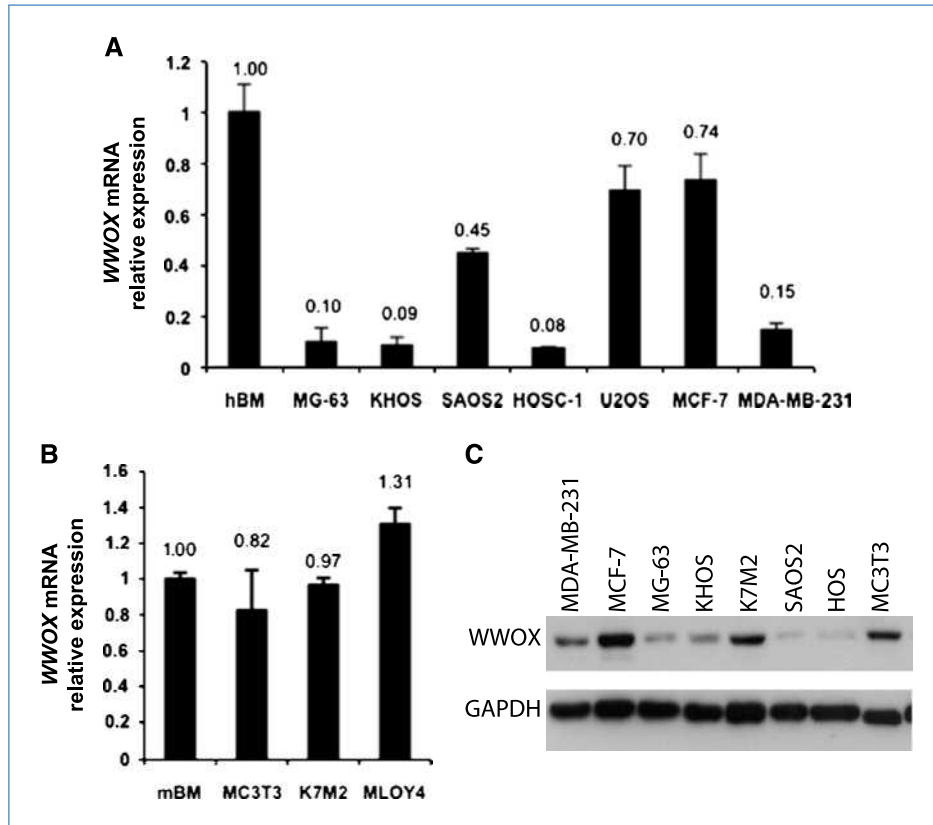 A
WWOX mRNA
relative expression
1.2
1
0.8
0.6
0.4
0.2
0
1.00
0.10
0.09
0.45
0.08
0.70
0.74
0.15
hBM MG-63 KHOS SAOS2 HOSC-1 U2OS MCF-7 MDA-MB-231
B
WWOX mRNA
relative expression
1.6
1.4
1.2
1
0.8
0.6
0.4
0.2
0
1.00
0.82
0.97
1.31
mBM MC3T3 K7M2 MLOY4
C
MDA-MB-231
MCF-7
MG-63
KHOS
K7M2
SAOS2
HOS
MC3T3
WWOX
GAPDH